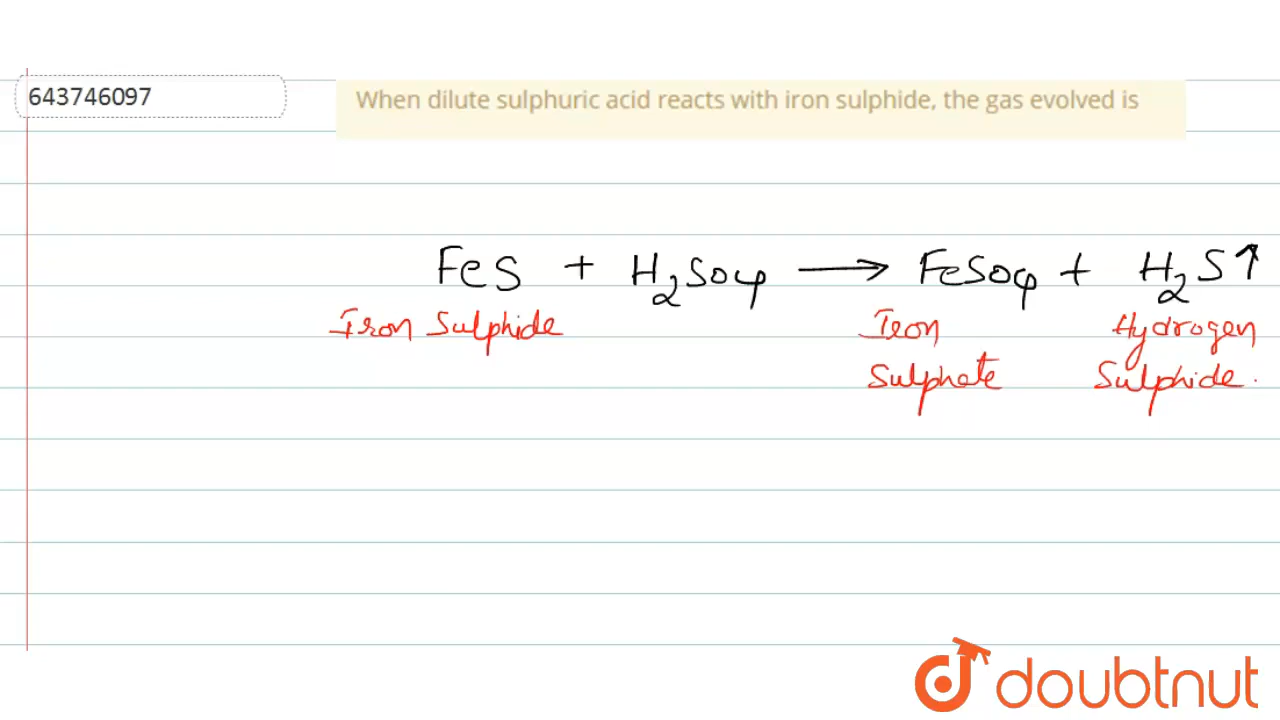 643746097
When dilute sulphuric acid reacts with iron sulphide, the gas evolved is
FeS + H₂SO₄ ⟶ FeSO₄ + H₂S↑
Iron Sulphide Iron Hydrogen
Sulphate Sulphide.
doubtnut